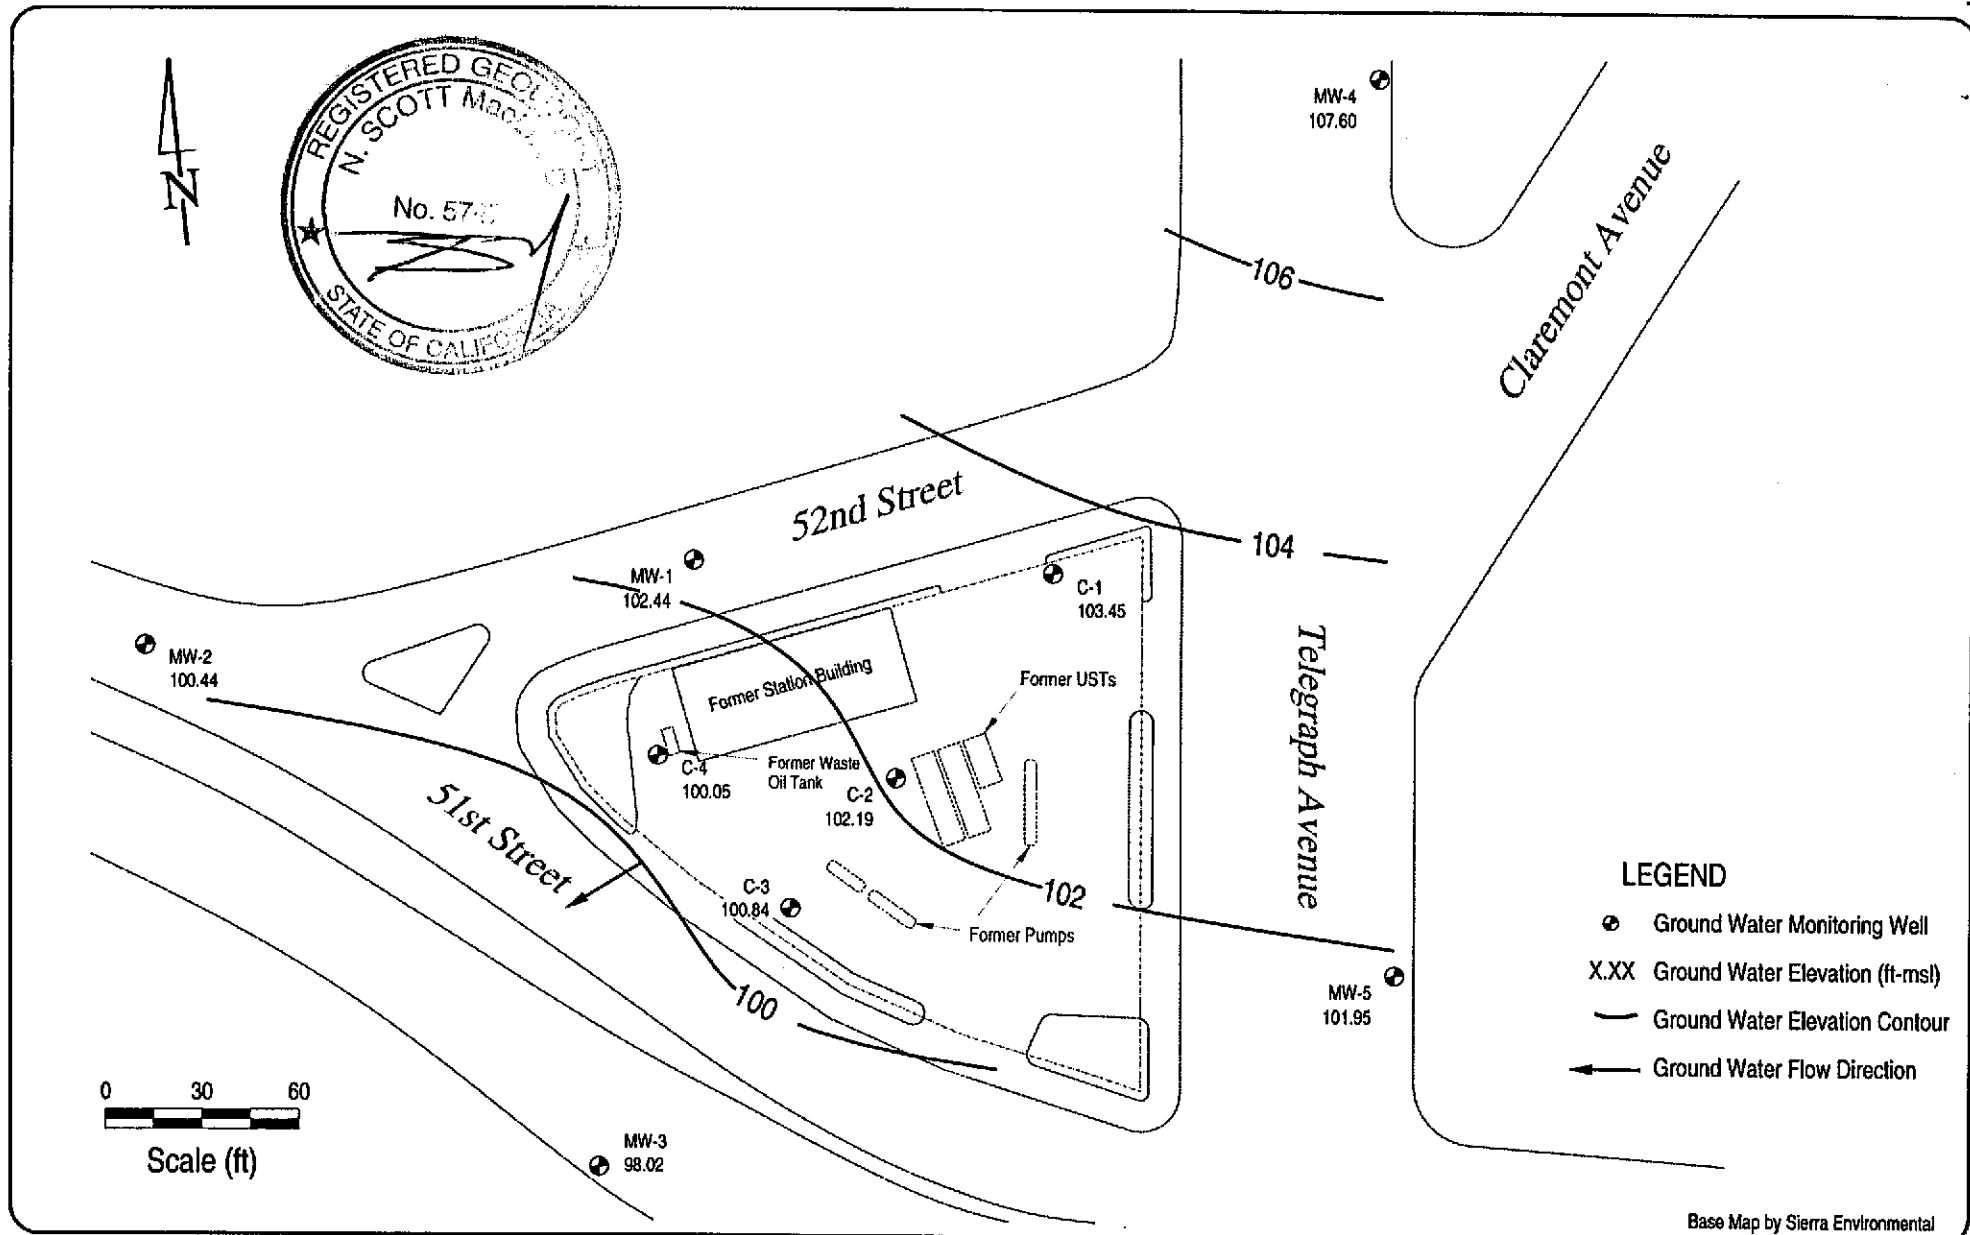 REGISTERED
N. SCOTT
STATE OF
N
MW-4
107.60
106
Claremont Avenue
52nd Street
104
MW-1
102.44
C-1
103.45
MW-2
100.44
Former Station Building
Former USTs
Telegraph Avenue
C-4
100.05
Former Waste
Oil Tank
C-2
102.19
51st Street
C-3
100.84
102
Former Pumps
100
MW-5
101.95
LEGEND
Ground Water Monitoring Well
X.XX Ground Water Elevation (ft-msl)
Ground Water Elevation Contour
Ground Water Flow Direction
0 30 60
Scale (ft)
MW-3
98.02
Base Map by Sierra Environmental